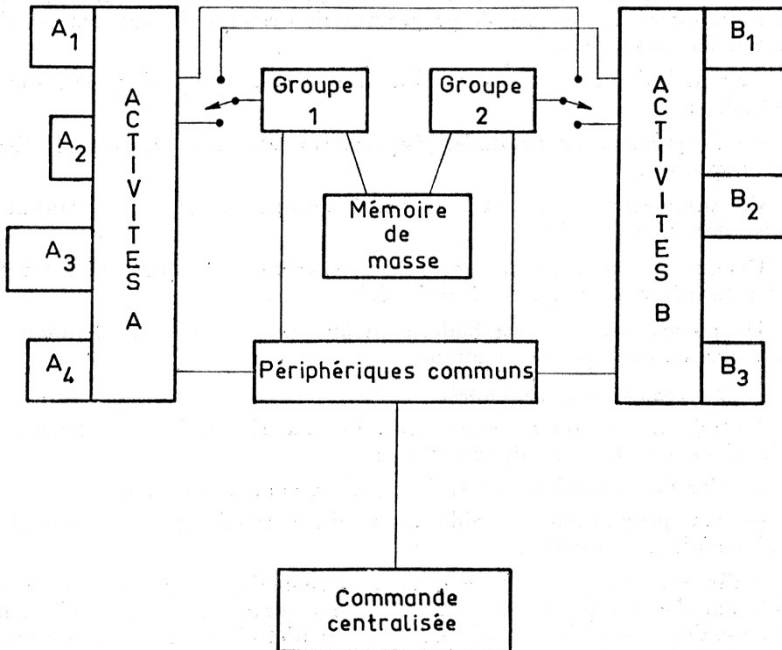 A1
A2
A3
A4
ACTIVITES A
Groupe
1
Groupe
2
Mémoire
de
masse
Périphériques communs
Commande
centralisée
ACTIVITES B
B1
B2
B3